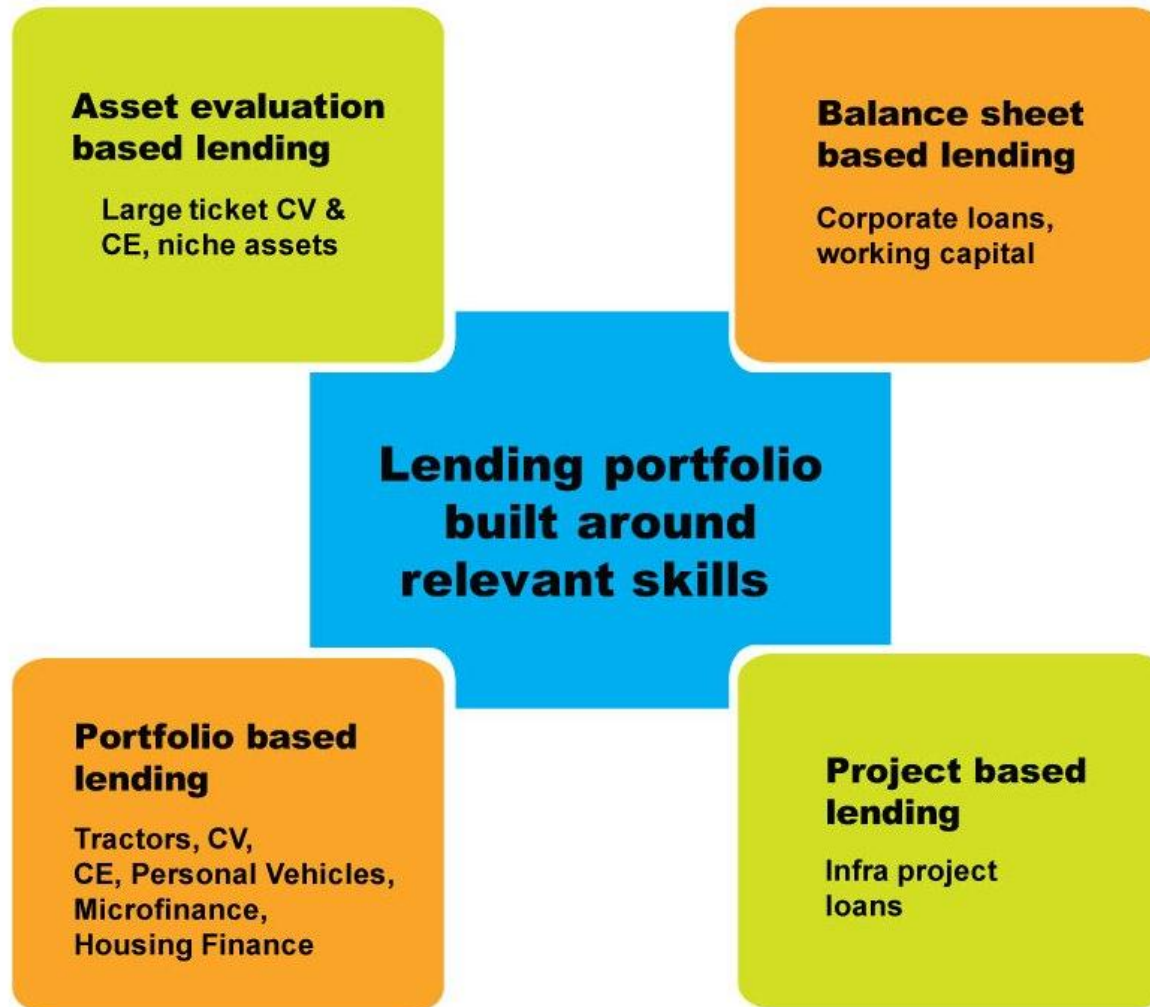 Asset evaluation
based lending
Large ticket CV &
CE, niche assets
Balance sheet
based lending
Corporate loans,
working capital
Lending portfolio
built around
relevant skills
Portfolio based
lending
Tractors, CV,
CE, Personal Vehicles,
Microfinance,
Housing Finance
Project based
lending
Infra project
loans